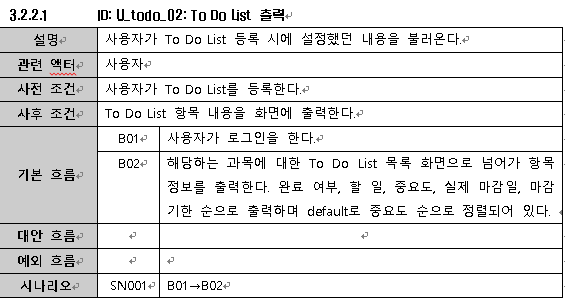 3.2.2.1 ID: U_todo_02: To Do List 출력
설명 사용자가 To Do List 등록 시에 설정했던 내용을 불러온다.
관련 액터 사용자
사전 조건 사용자가 To Do List를 등록한다.
사후 조건 To Do List 항목 내용을 화면에 출력한다.
기본 흐름
B01 사용자가 로그인을 한다.
B02 해당하는 과목에 대한 To Do List 목록 화면으로 넘어가 항목
정보를 출력한다. 완료 여부, 할 일, 중요도, 실제 마감일, 마감
기한 순으로 출력하며 default로 중요도 순으로 정렬되어 있다.
대안 흐름
예외 흐름
시나리오 SN001 B01→B02